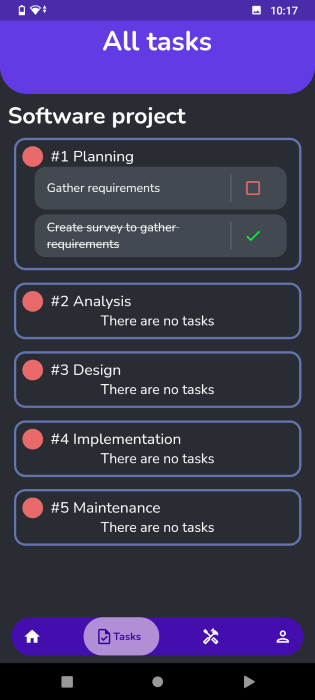 10:17
All tasks
Software project
#1 Planning
Gather requirements
Create survey to gather
requirements
#2 Analysis
There are no tasks
#3 Design
There are no tasks
#4 Implementation
There are no tasks
#5 Maintenance
There are no tasks
Tasks